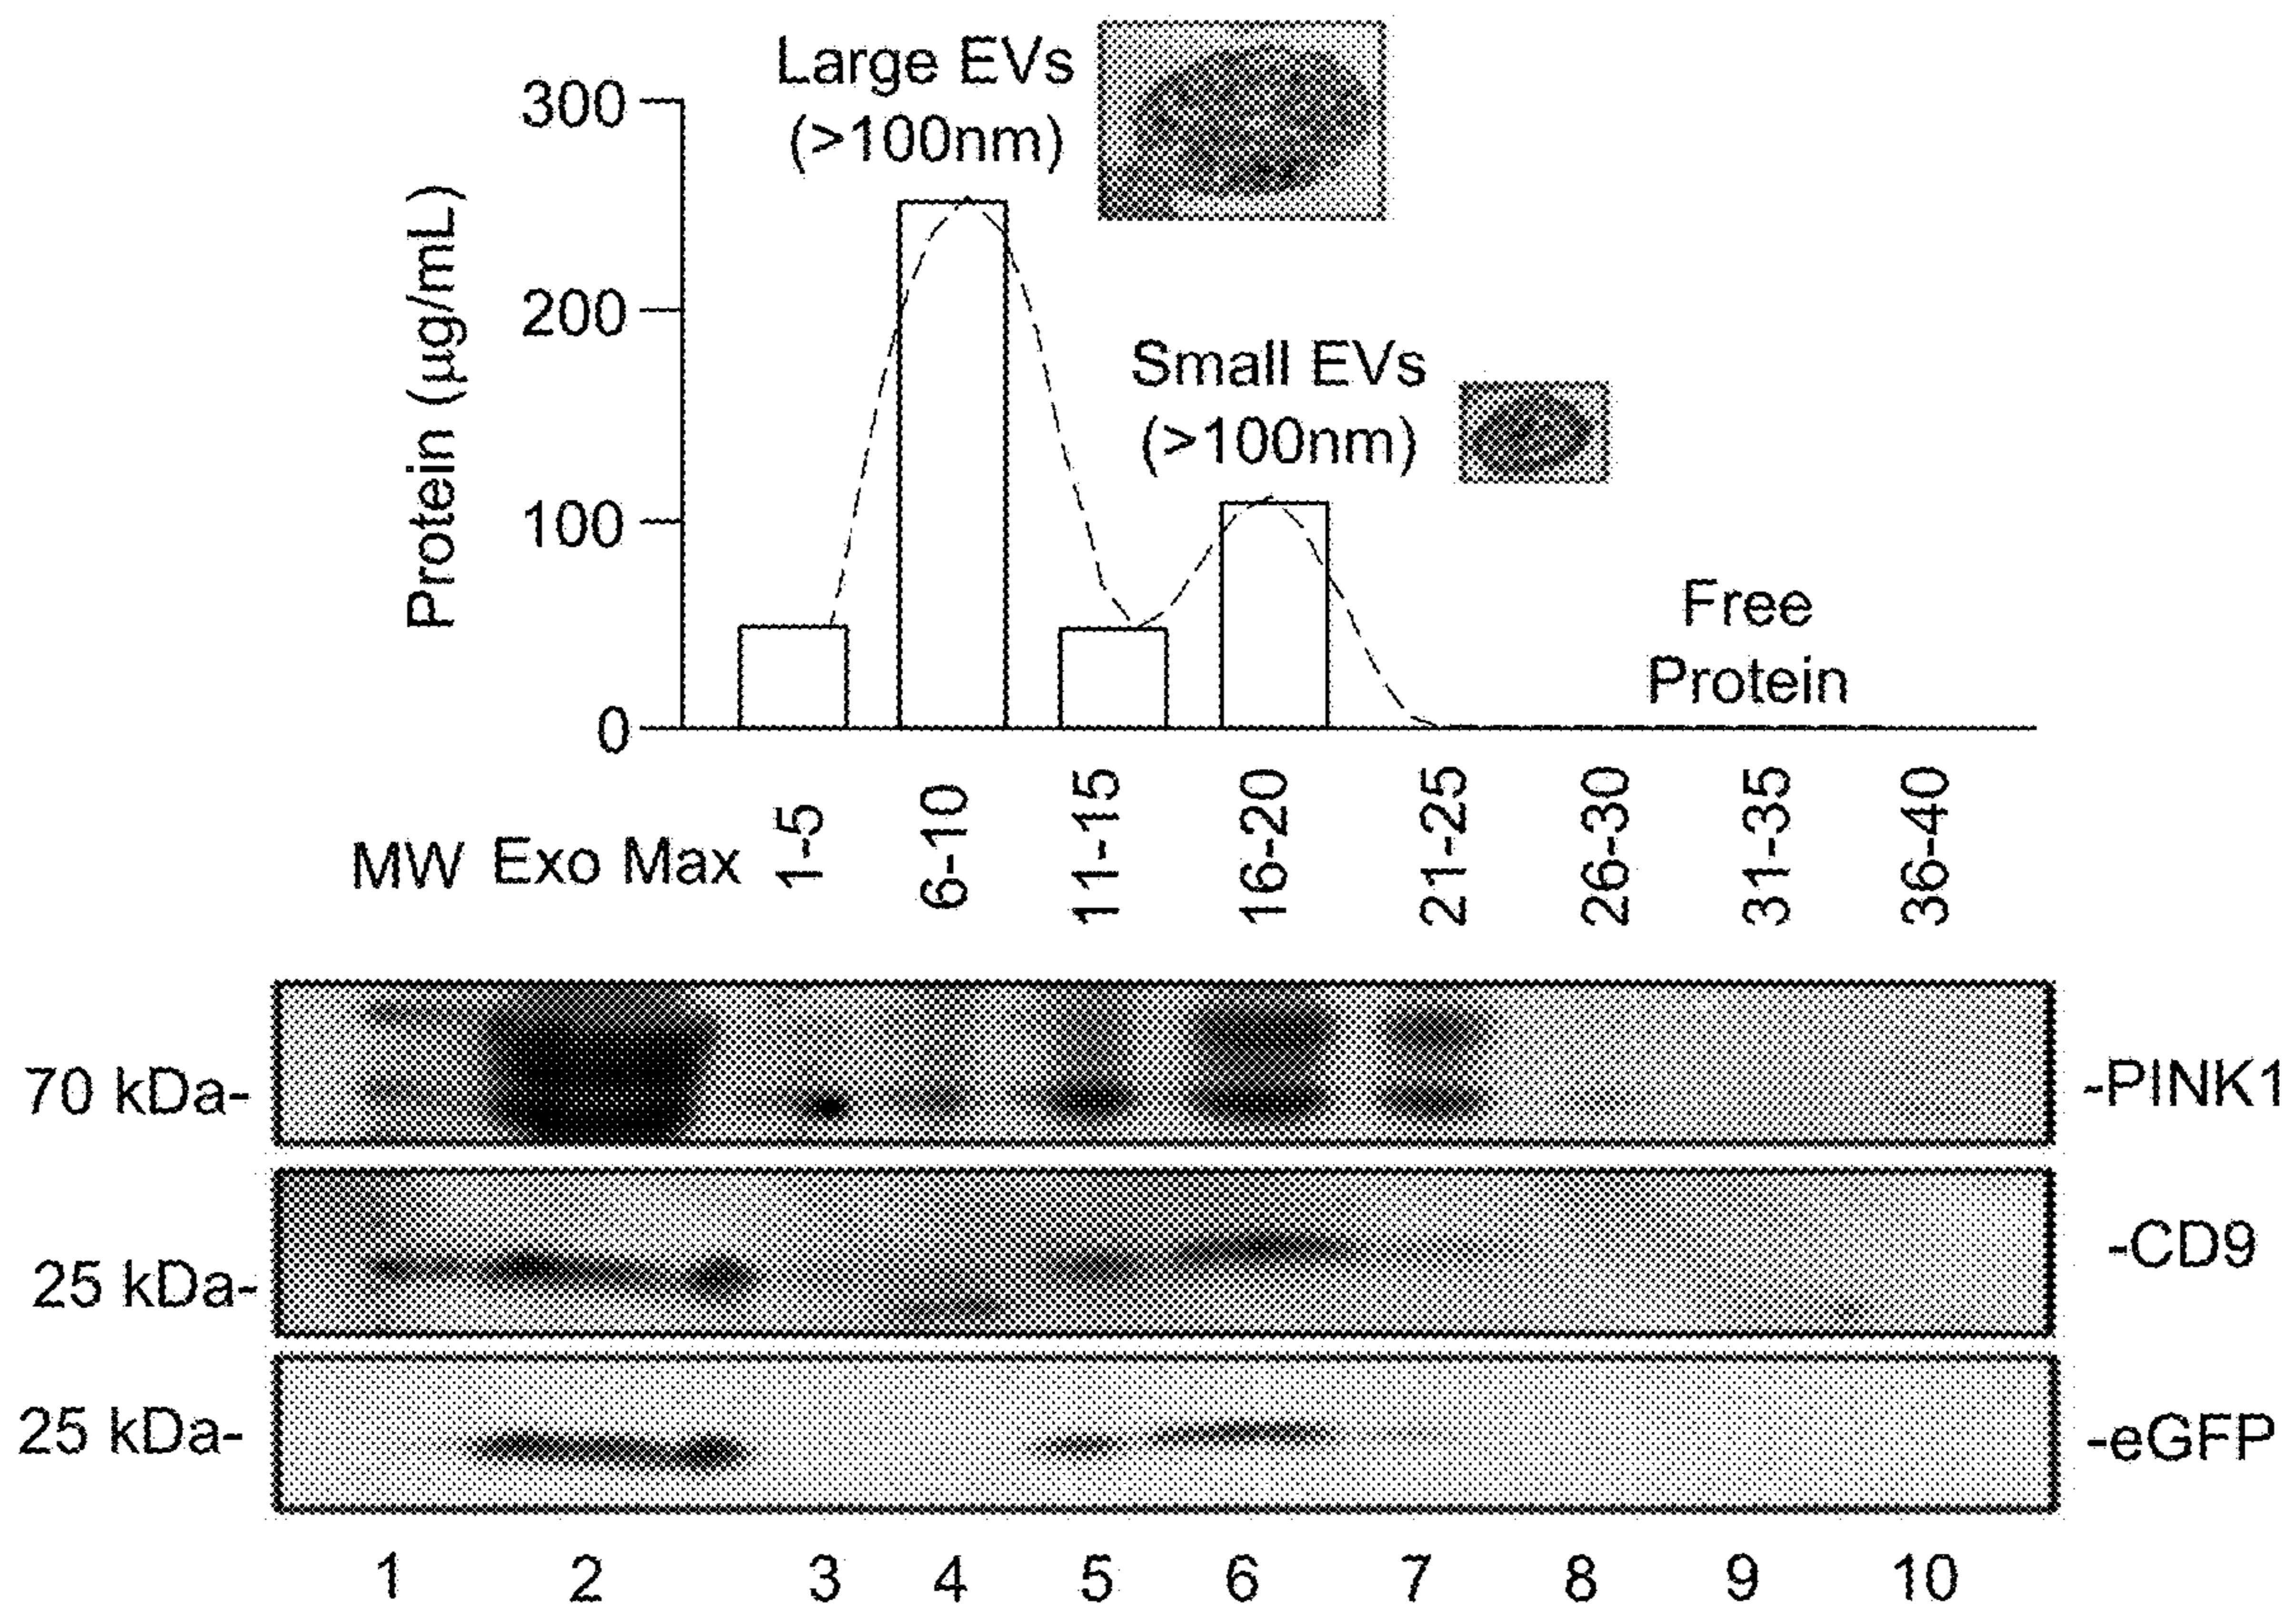 Large EVs
(>100nm)
300
200
100
0
Protein (µg/mL)
Small EVs
(>100nm)
Free
Protein
MW Exo Max 1-5 6-10 11-15 16-20 21-25 26-30 31-35 36-40
70 kDa- -PINK1
25 kDa- -CD9
25 kDa- -eGFP
1 2 3 4 5 6 7 8 9 10